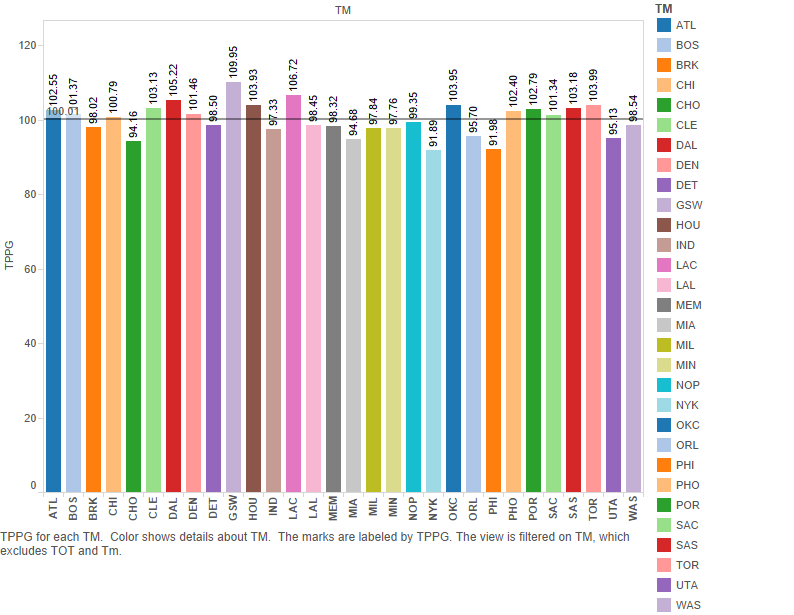 TM
120
100
80
60
40
20
0
TPPG
102.55
100.01
101.37
98.02
100.79
94.16
103.13
105.22
101.46
98.50
109.95
103.93
97.33
106.72
98.45
98.32
94.68
97.84
97.76
99.35
91.89
103.95
95.70
91.98
102.40
102.79
101.34
103.18
103.99
95.13
98.54
ATL
BOS
BRK
CHI
CHO
CLE
DAL
DEN
DET
GSW
HOU
IND
LAC
LAL
MEM
MIA
MIL
MIN
NOP
NYK
OKC
ORL
PHI
PHO
POR
SAC
SAS
TOR
UTA
WAS
TPPG for each TM.  Color shows details about TM.  The marks are labeled by TPPG. The view is filtered on TM, which
excludes TOT and Tm.
TM
ATL
BOS
BRK
CHI
CHO
CLE
DAL
DEN
DET
GSW
HOU
IND
LAC
LAL
MEM
MIA
MIL
MIN
NOP
NYK
OKC
ORL
PHI
PHO
POR
SAC
SAS
TOR
UTA
WAS